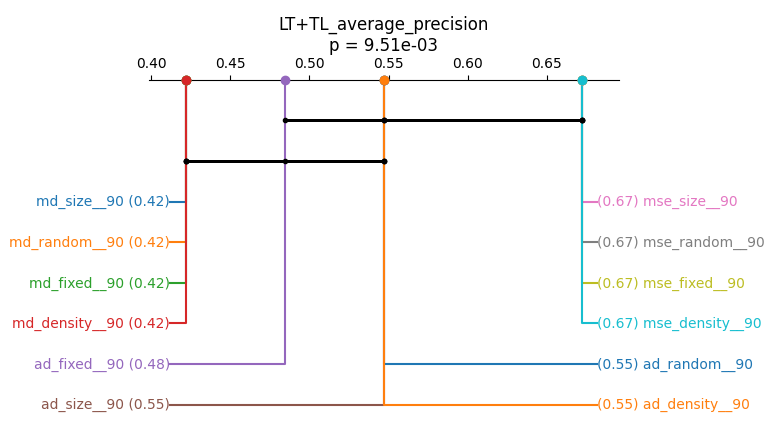 LT+TL_average_precision
p = 9.51e-03
0.40 0.45 0.50 0.55 0.60 0.65
md_size__90 (0.42) (0.67) mse_size__90
md_random__90 (0.42) (0.67) mse_random__90
md_fixed__90 (0.42) (0.67) mse_fixed__90
md_density__90 (0.42) (0.67) mse_density__90
ad_fixed__90 (0.48) (0.55) ad_random__90
ad_size__90 (0.55) (0.55) ad_density__90